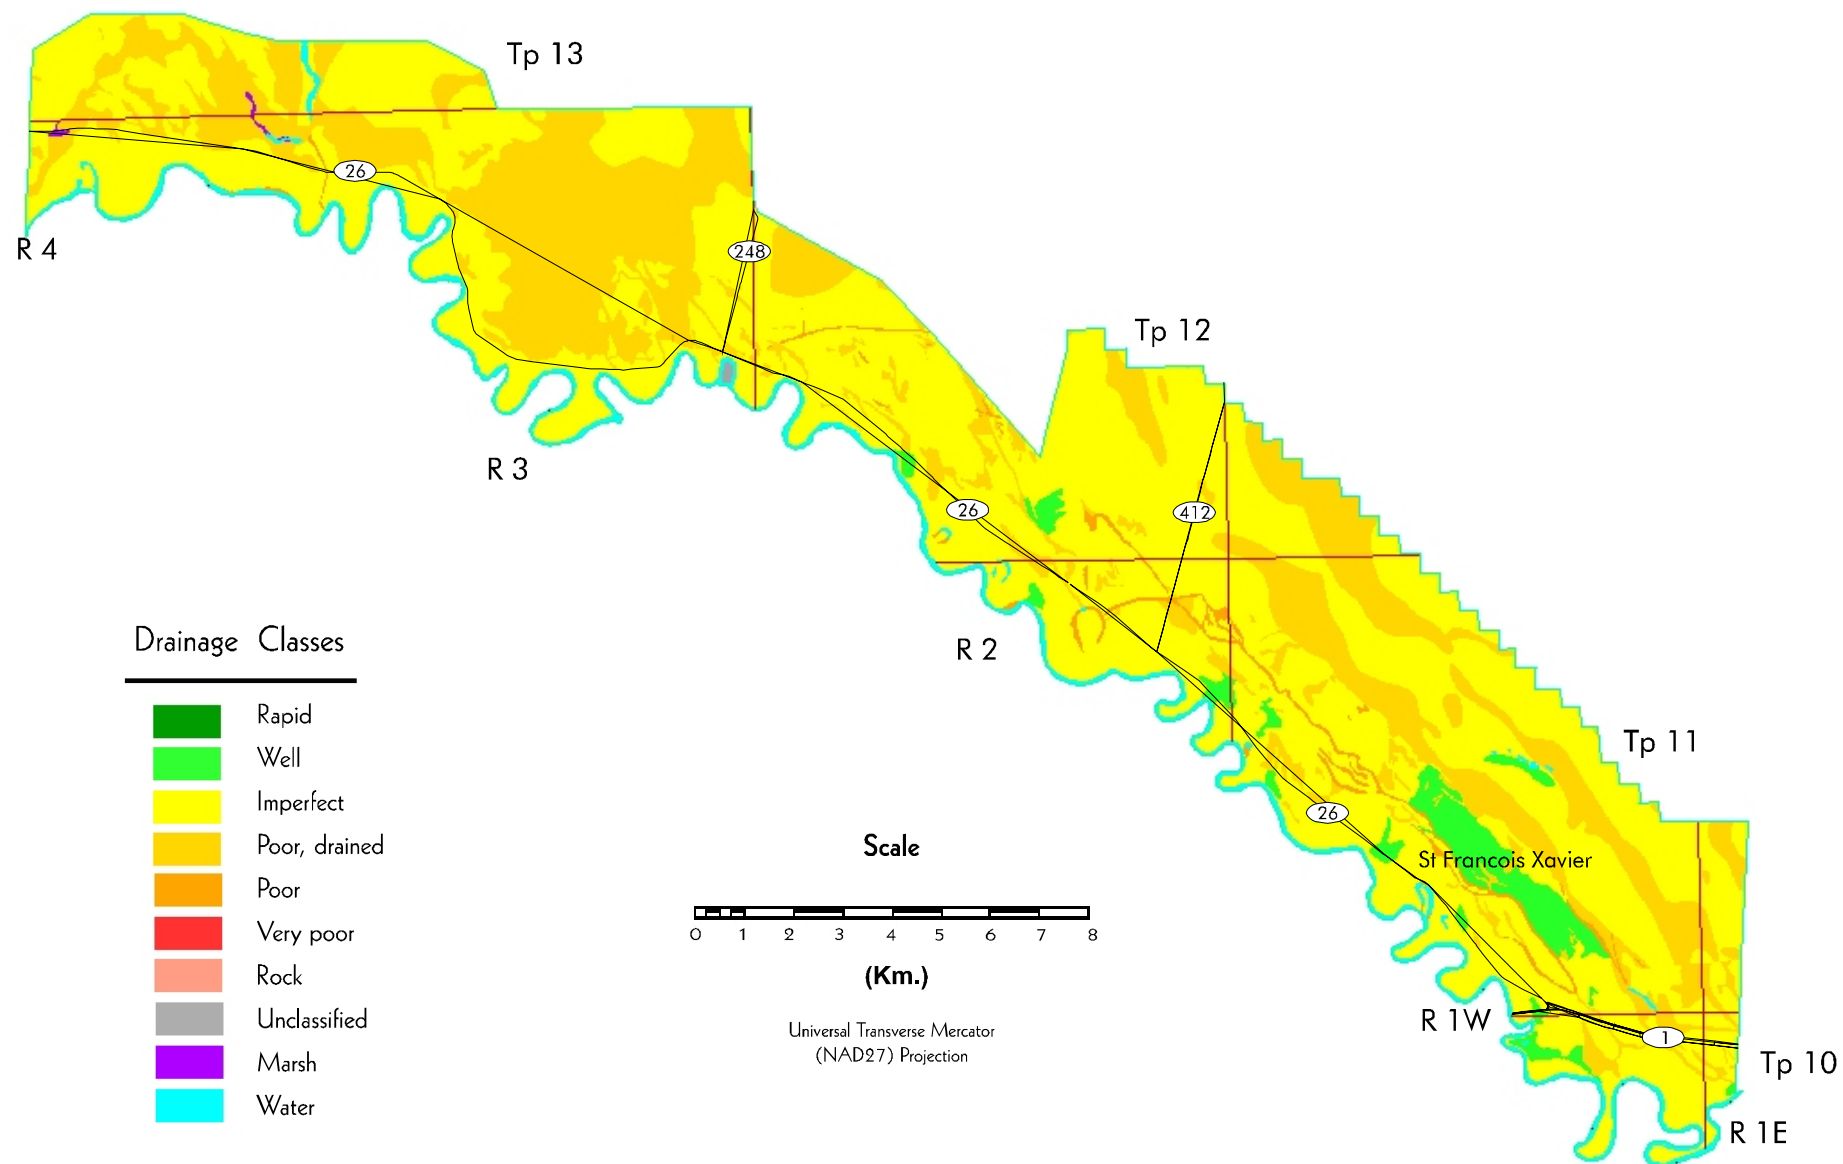 Tp 13
26
R 4
248
Tp 12
R 3
26
412
R 2
Drainage Classes
Rapid
Well
Imperfect
Poor, drained
Poor
Very poor
Rock
Unclassified
Marsh
Water
Tp 11
26
St Francois Xavier
Scale
0 1 2 3 4 5 6 7 8
(Km.)
Universal Transverse Mercator
(NAD27) Projection
R 1W
1
Tp 10
R 1E